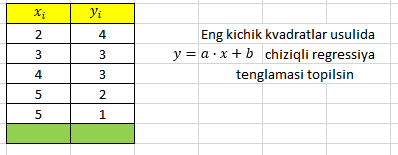 xᵢ yᵢ
2 4
3 3
4 3
5 2
5 1
Eng kichik kvadratlar usulida
y = a · x + b chiziqli regressiya
tenglamasi topilsin